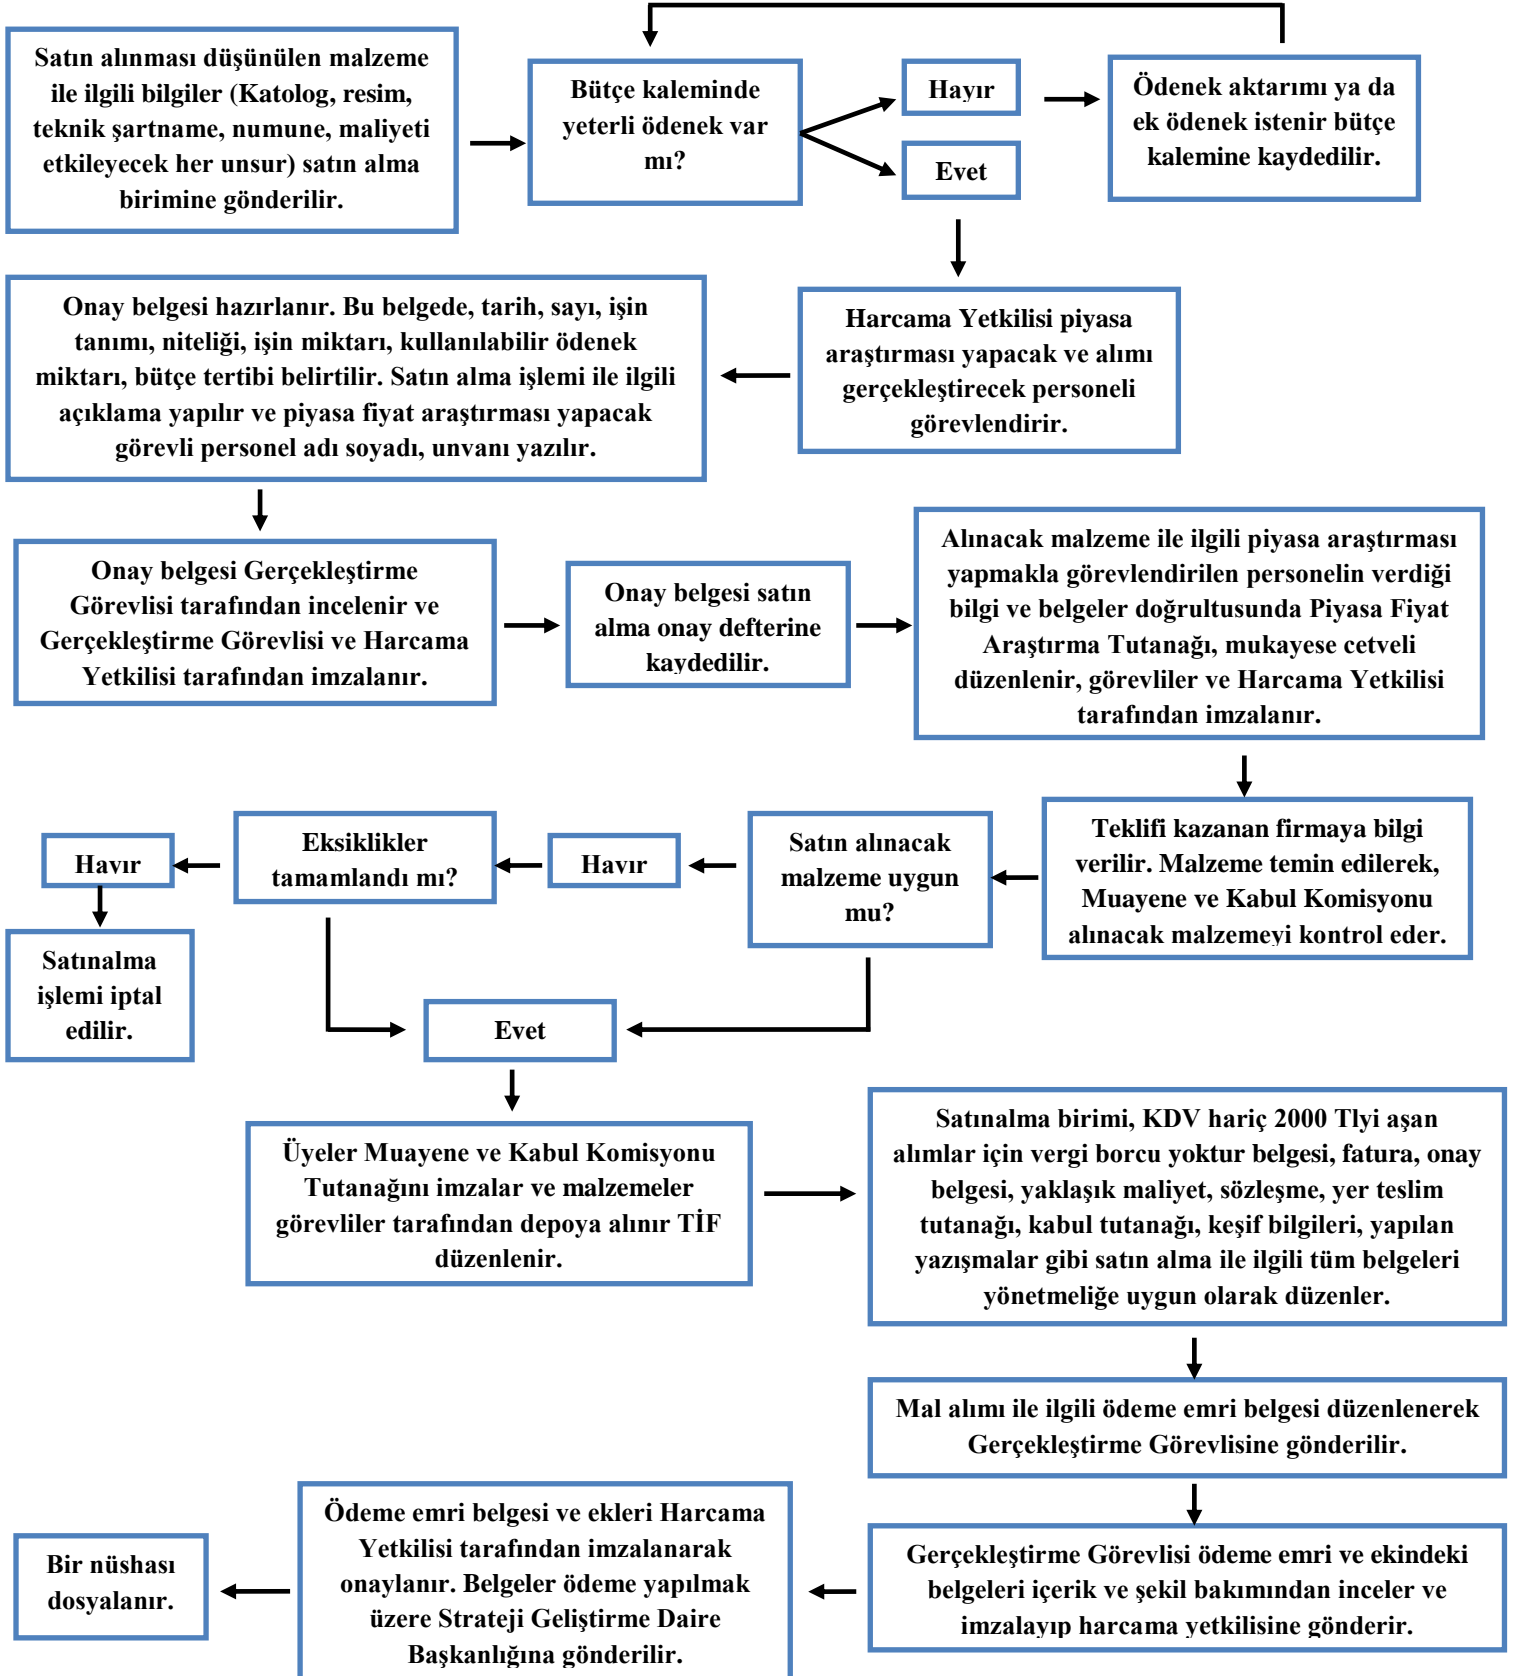 Satın alınması düşünülen malzeme
ile ilgili bilgiler (Katolog, resim,
teknik şartname, numune, maliyeti
etkileyecek her unsur) satın alma
birimine gönderilir.
Bütçe kaleminde
yeterli ödenek var
mı?
Hayır
Evet
Ödenek aktarımı ya da
ek ödenek istenir bütçe
kalemine kaydedilir.
Harcama Yetkilisi piyasa
araştırması yapacak ve alımı
gerçekleştirecek personeli
görevlendirir.
Onay belgesi hazırlanır. Bu belgede, tarih, sayı, işin
tanımı, niteliği, işin miktarı, kullanılabilir ödenek
miktarı, bütçe tertibi belirtilir. Satın alma işlemi ile ilgili
açıklama yapılır ve piyasa fiyat araştırması yapacak
görevli personel adı soyadı, unvanı yazılır.
Onay belgesi Gerçekleştirme
Görevlisi tarafından incelenir ve
Gerçekleştirme Görevlisi ve Harcama
Yetkilisi tarafından imzalanır.
Onay belgesi satın
alma onay defterine
kaydedilir.
Alınacak malzeme ile ilgili piyasa araştırması
yapmakla görevlendirilen personelin verdiği
bilgi ve belgeler doğrultusunda Piyasa Fiyat
Araştırma Tutanağı, mukayese cetveli
düzenlenir, görevliler ve Harcama Yetkilisi
tarafından imzalanır.
Teklifi kazanan firmaya bilgi
verilir. Malzeme temin edilerek,
Muayene ve Kabul Komisyonu
alınacak malzemeyi kontrol eder.
Satın alınacak
malzeme uygun
mu?
Hayır
Eksiklikler
tamamlandı mı?
Hayır
Satınalma
işlemi iptal
edilir.
Evet
Üyeler Muayene ve Kabul Komisyonu
Tutanağını imzalar ve malzemeler
görevliler tarafından depoya alınır TİF
düzenlenir.
Satınalma birimi, KDV hariç 2000 Tlyi aşan
alımlar için vergi borcu yoktur belgesi, fatura, onay
belgesi, yaklaşık maliyet, sözleşme, yer teslim
tutanağı, kabul tutanağı, keşif bilgileri, yapılan
yazışmalar gibi satın alma ile ilgili tüm belgeleri
yönetmeliğe uygun olarak düzenler.
Mal alımı ile ilgili ödeme emri belgesi düzenlenerek
Gerçekleştirme Görevlisine gönderilir.
Gerçekleştirme Görevlisi ödeme emri ve ekindeki
belgeleri içerik ve şekil bakımından inceler ve
imzalayıp harcama yetkilisine gönderir.
Ödeme emri belgesi ve ekleri Harcama
Yetkilisi tarafından imzalanarak
onaylanır. Belgeler ödeme yapılmak
üzere Strateji Geliştirme Daire
Başkanlığına gönderilir.
Bir nüshası
dosyalanır.